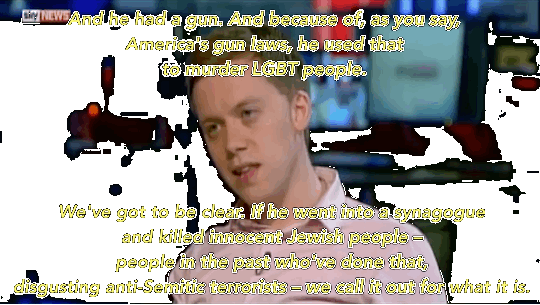 sky NEWS
And he had a gun. And because of, as you say,
America's gun laws, he used that
to murder LGBT people.
We've got to be clear. If he went into a synagogue
and killed innocent Jewish people –
people in the past who've done that,
disgusting anti-Semitic terrorists – we call it out for what it is.